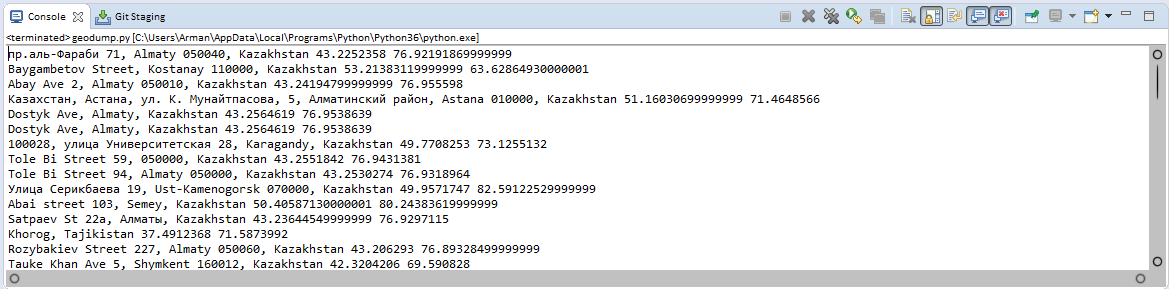 Console Git Staging
<terminated> geodump.py [C:\Users\Arman\AppData\Local\Programs\Python\Python36\python.exe]
пр.аль-Фараби 71, Almaty 050040, Kazakhstan 43.2252358 76.92191869999999
Baygambetov Street, Kostanay 110000, Kazakhstan 53.21383119999999 63.62864930000001
Abay Ave 2, Almaty 050010, Kazakhstan 43.24194799999999 76.955598
Казахстан, Астана, ул. К. Мунайтпасова, 5, Алматинский район, Astana 010000, Kazakhstan 51.16030699999999 71.4648566
Dostyk Ave, Almaty, Kazakhstan 43.2564619 76.9538639
Dostyk Ave, Almaty, Kazakhstan 43.2564619 76.9538639
100028, улица Университетская 28, Karagandy, Kazakhstan 49.7708253 73.1255132
Tole Bi Street 59, 050000, Kazakhstan 43.2551842 76.9431381
Tole Bi Street 94, Almaty 050000, Kazakhstan 43.2530274 76.9318964
Улица Серикбаева 19, Ust-Kamenogorsk 070000, Kazakhstan 49.9571747 82.59122529999999
Abai street 103, Semey, Kazakhstan 50.40587130000001 80.24383619999999
Satpaev St 22a, Алматы, Kazakhstan 43.23644549999999 76.9297115
Khorog, Tajikistan 37.4912368 71.5873992
Rozybakiev Street 227, Almaty 050060, Kazakhstan 43.206293 76.89328499999999
Tauke Khan Ave 5, Shymkent 160012, Kazakhstan 42.3204206 69.590828